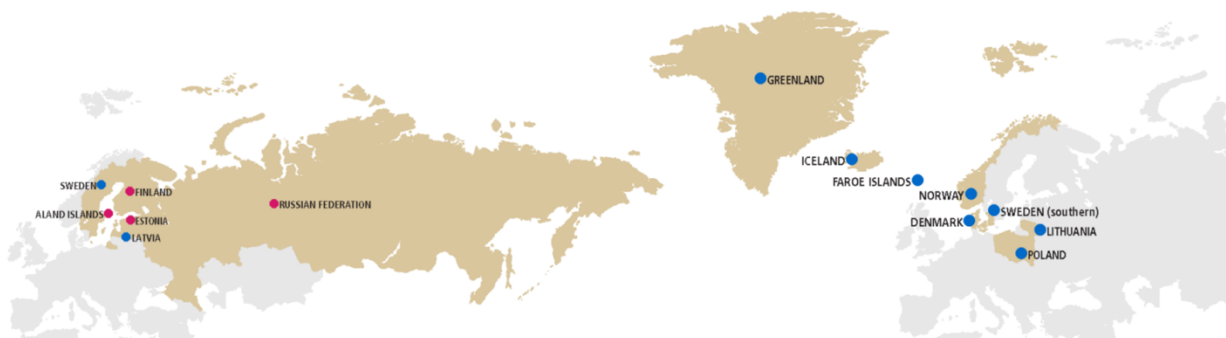 SWEDEN
FINLAND
ALAND ISLANDS
ESTONIA
LATVIA
RUSSIAN FEDERATION
GREENLAND
ICELAND
FAROE ISLANDS
NORWAY
SWEDEN (southern)
DENMARK
LITHUANIA
POLAND